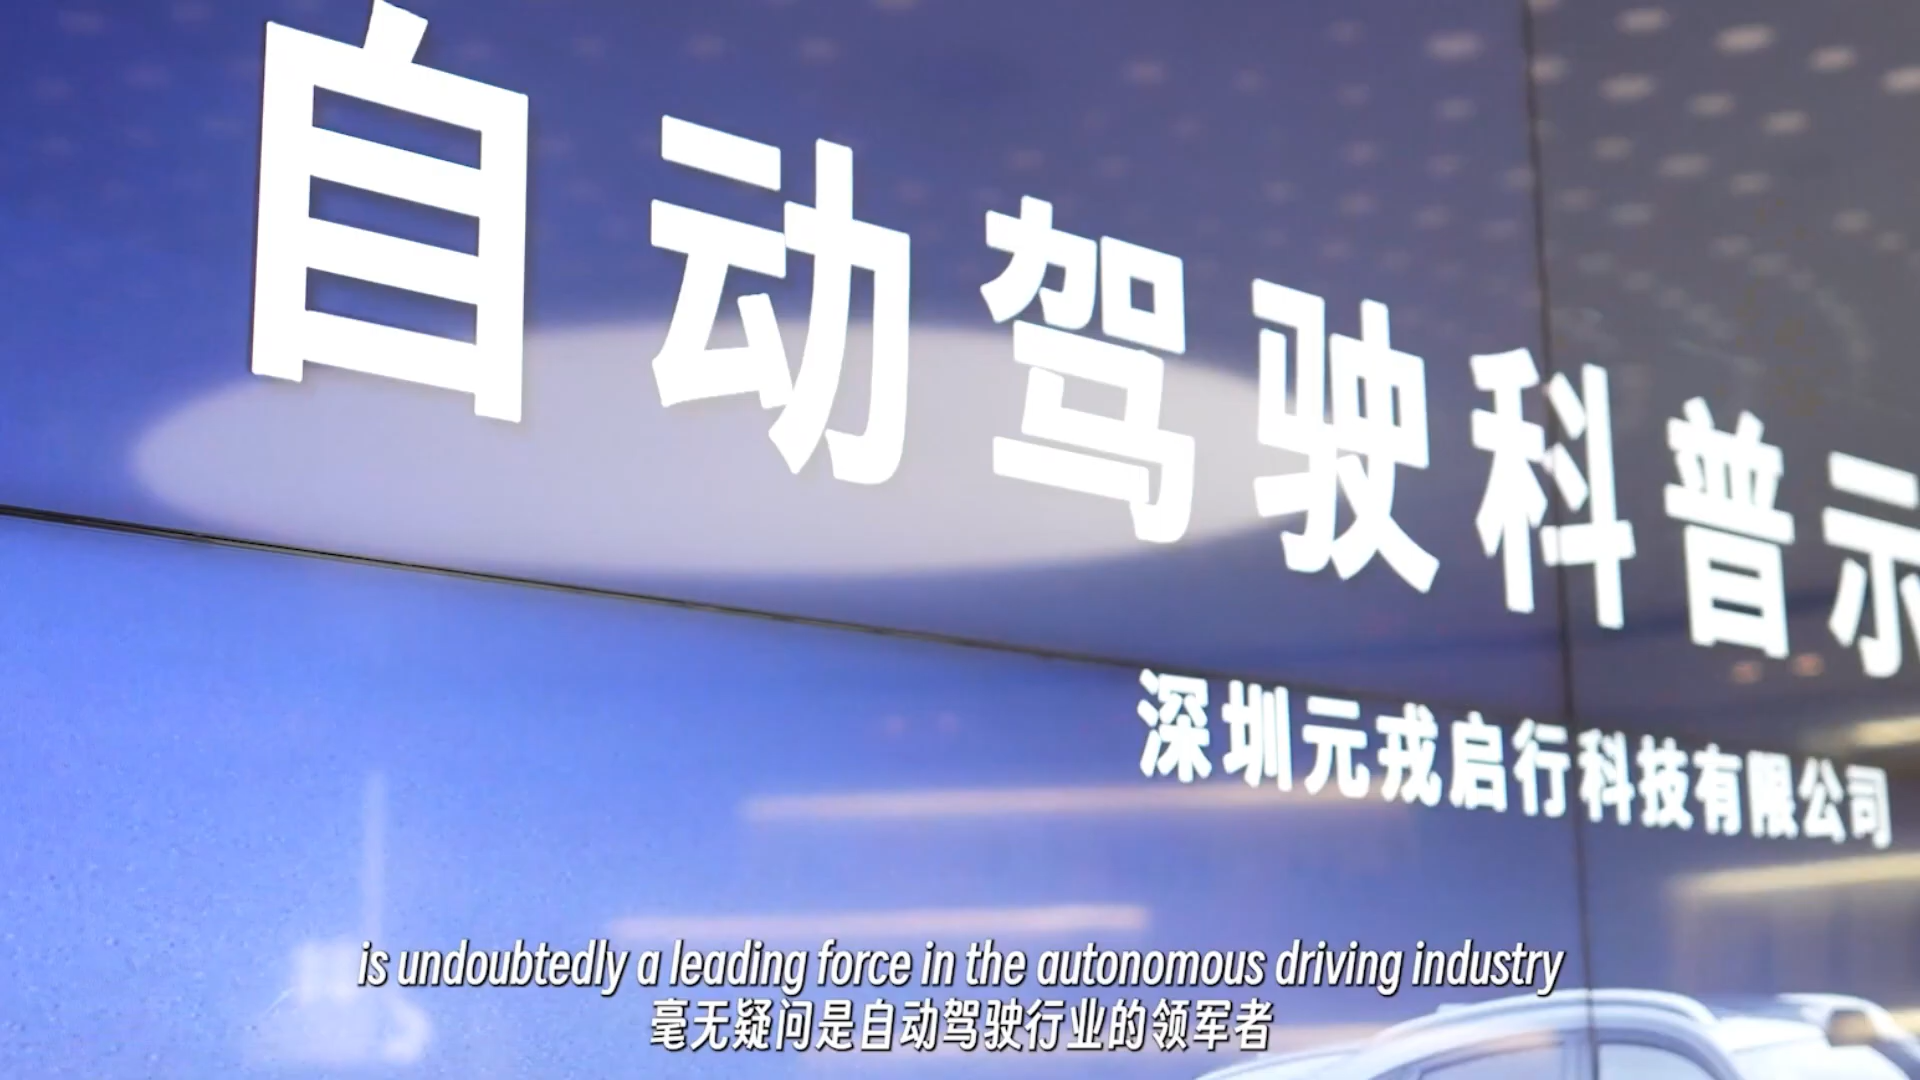 自动驾驶科普示
深圳元戎启行科技有限公司
is undoubtedly a leading force in the autonomous driving industry
毫无疑问是自动驾驶行业的领军者